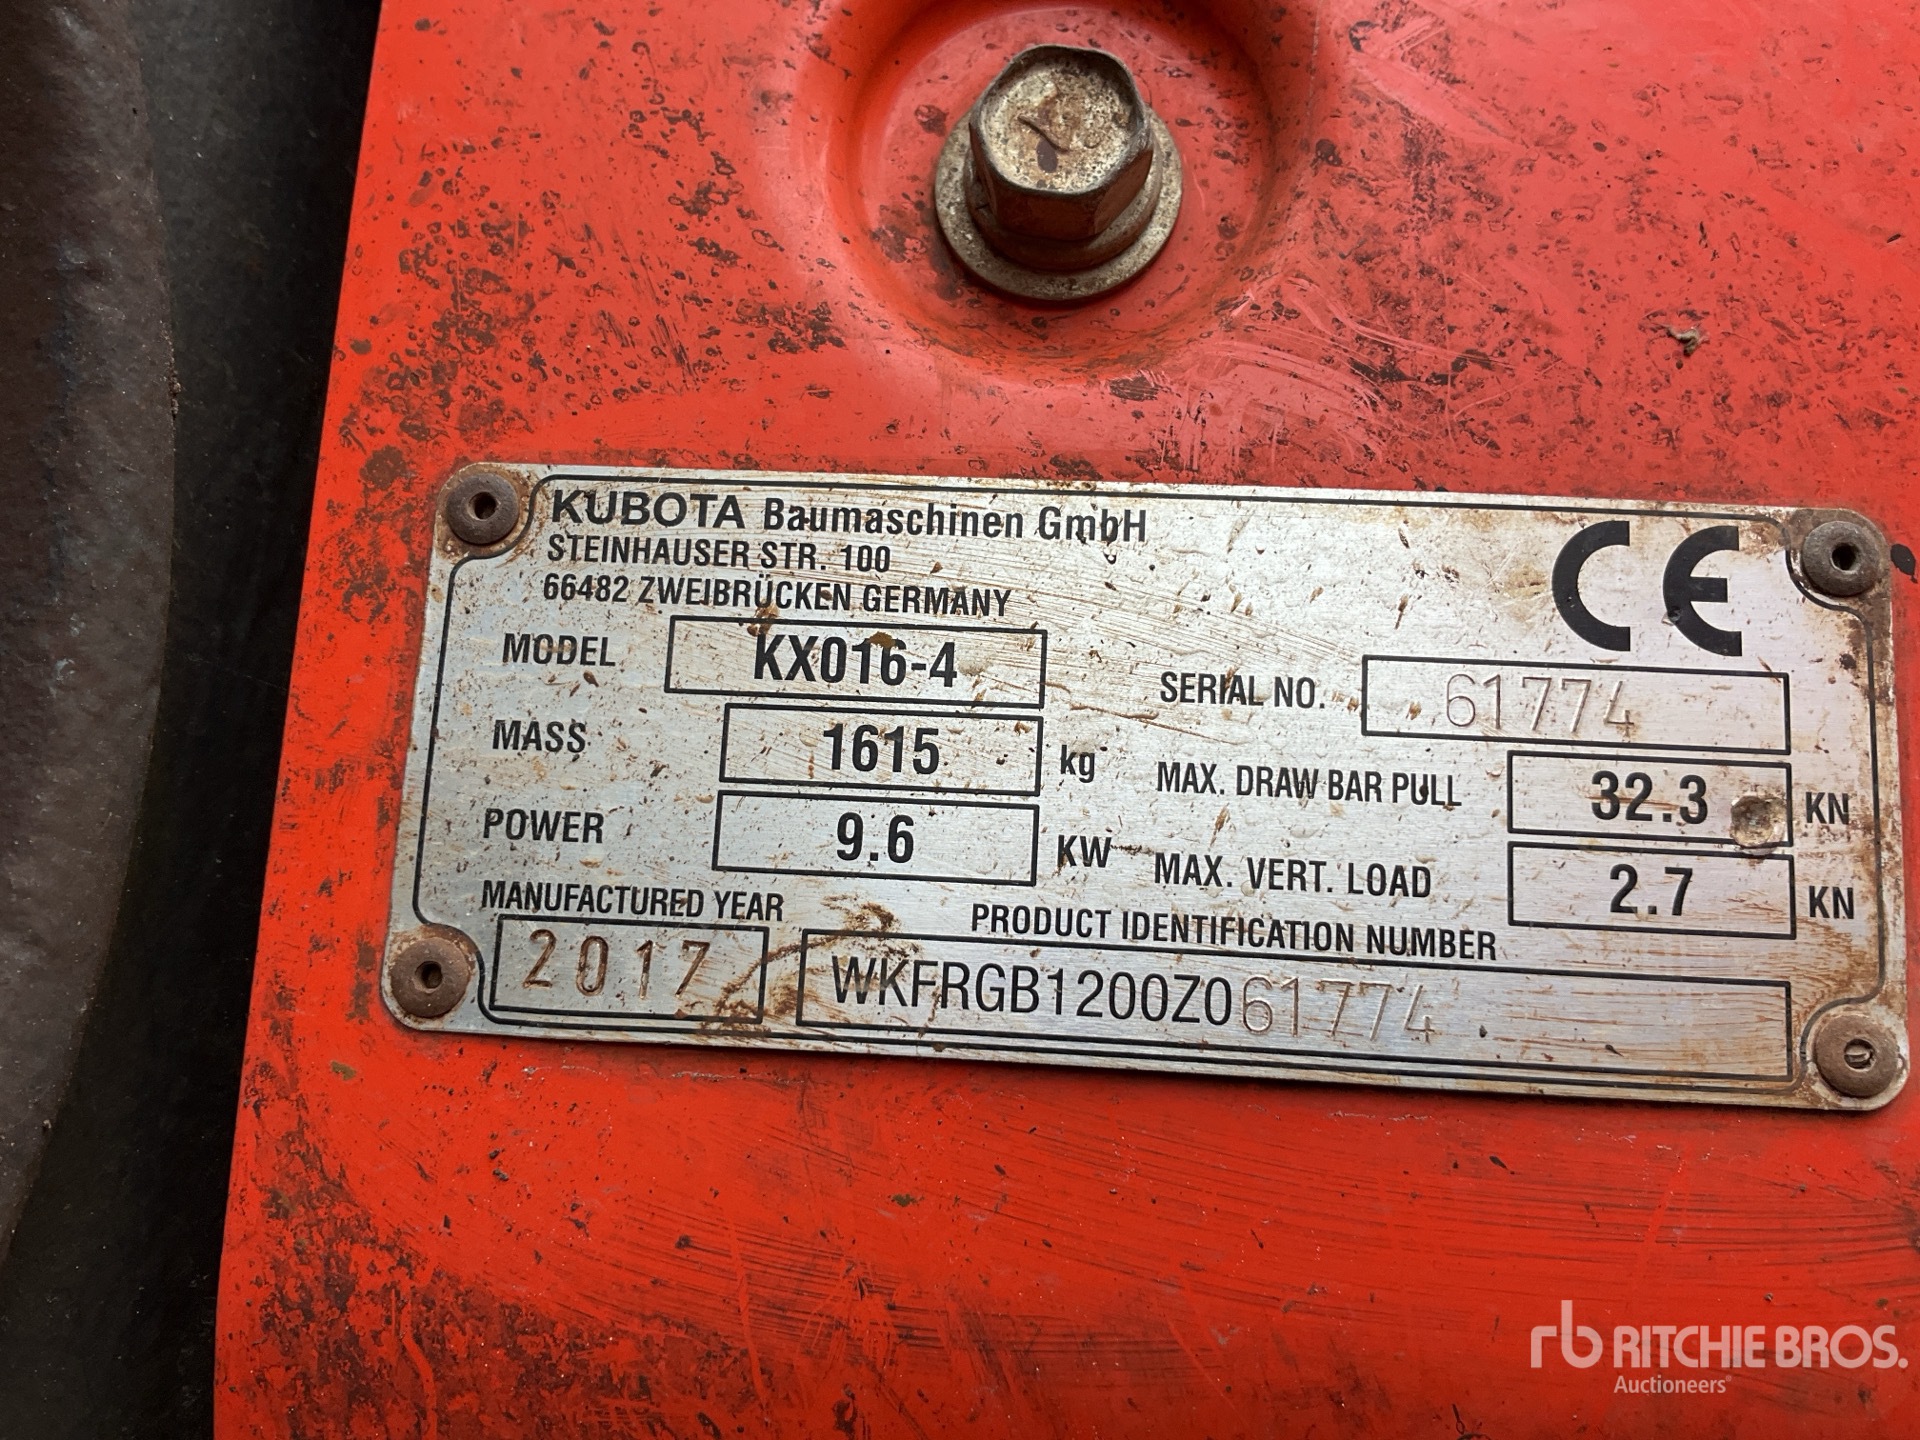 KUBOTA Baumaschinen GmbH
STEINHAUSER STR. 100
66482 ZWEIBRÜCKEN GERMANY
CE
MODEL KX016-4
SERIAL NO. 61774
MASS 1615 kg
MAX. DRAW BAR PULL 32.3 KN
POWER 9.6 KW
MAX. VERT. LOAD 2.7 KN
MANUFACTURED YEAR
2017
PRODUCT IDENTIFICATION NUMBER
WKFRGB1200Z061774
rb RITCHIE BROS.
Auctioneers